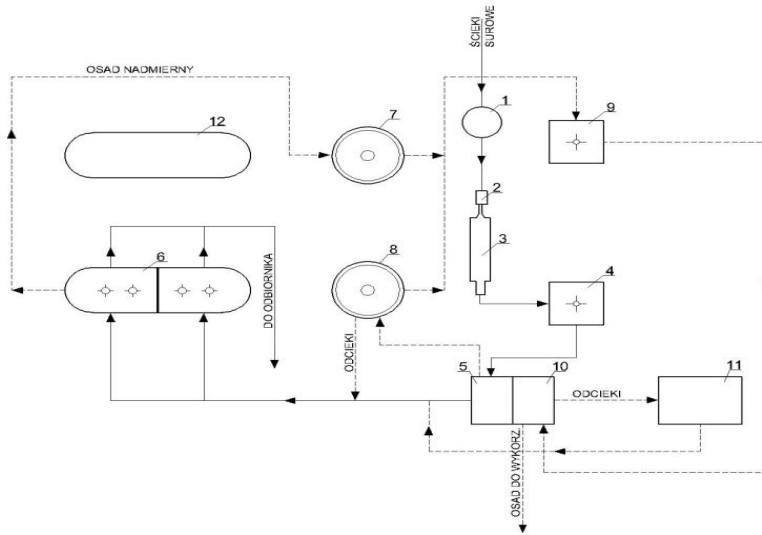 ŚCIEKI
SUROWE
OSAD NADMIERNY
1
7
9
12
2
3
6
8
4
DO ODBIORNIKA
ODCIEKI
5
10
11
ODCIEKI
OSAD DO WYKORZ.